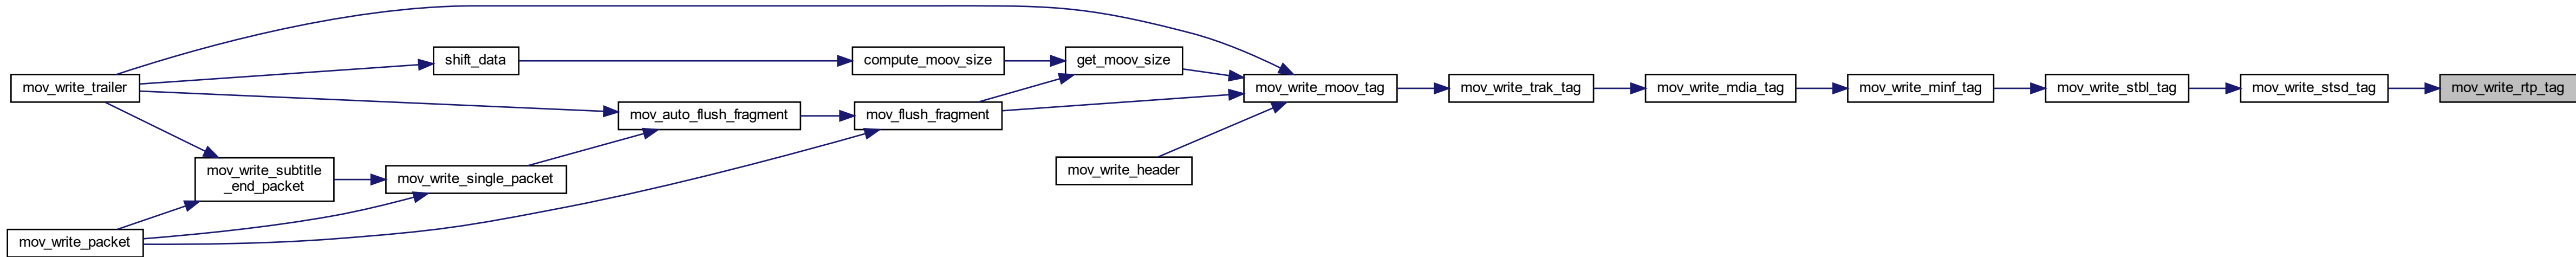 mov_write_trailer
shift_data
compute_moov_size
get_moov_size
mov_write_moov_tag
mov_write_trak_tag
mov_write_mdia_tag
mov_write_minf_tag
mov_write_stbl_tag
mov_write_stsd_tag
mov_write_rtp_tag
mov_auto_flush_fragment
mov_flush_fragment
mov_write_subtitle
_end_packet
mov_write_single_packet
mov_write_header
mov_write_packet